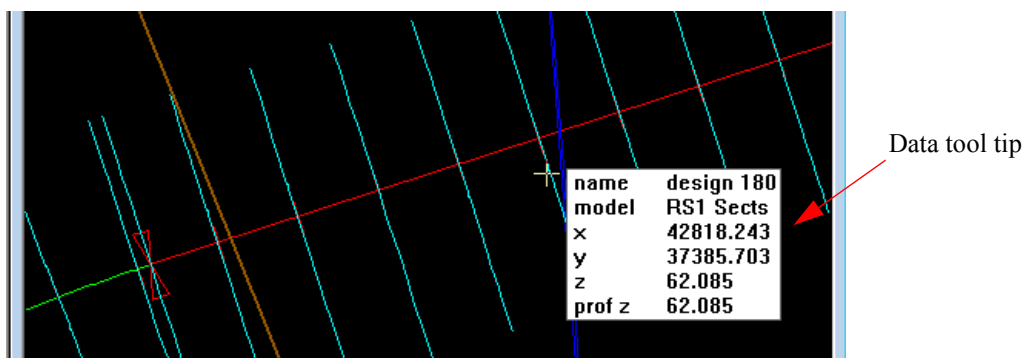 Data tool tip
name design 180
model RS1 Sects
x 42818.243
y 37385.703
z 62.085
prof z 62.085